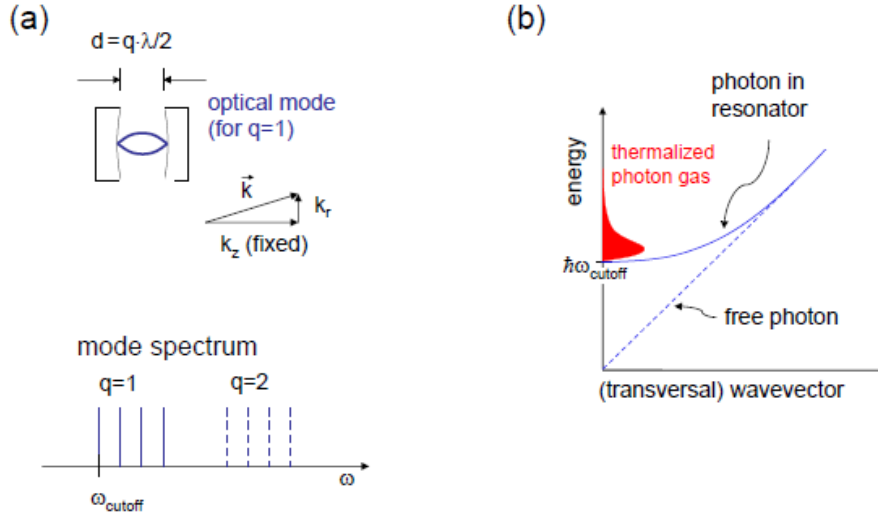 (a)
d=q·λ/2
optical mode
(for q=1)
k⃗
kᵣ
k_z (fixed)
mode spectrum
q=1
q=2
ω
ω_cutoff
(b)
photon in
resonator
thermalized
photon gas
energy
ħω_cutoff
free photon
(transversal) wavevector